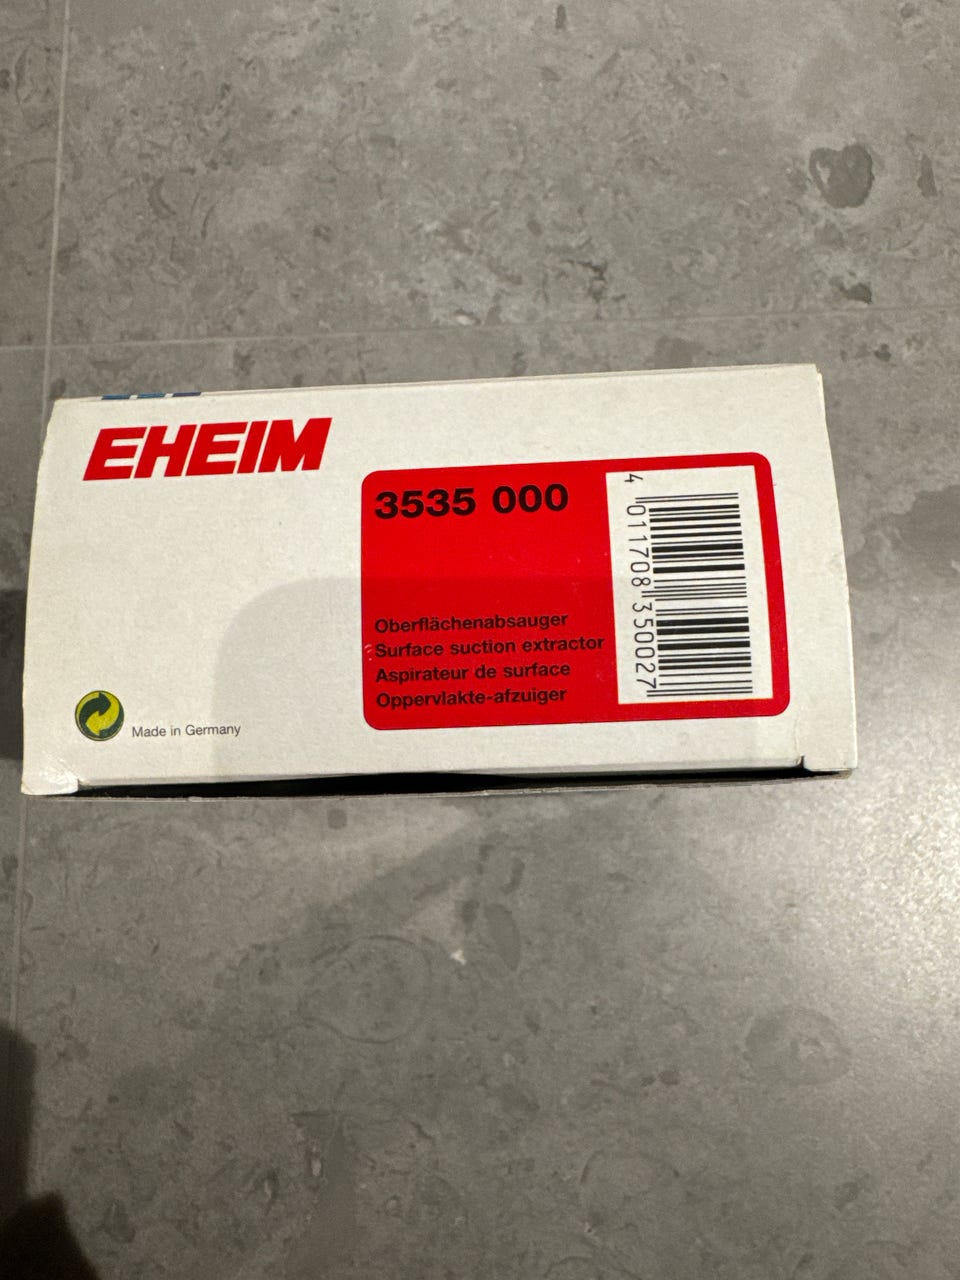 EHEIM
3535 000
Oberflächenabsauger
Surface suction extractor
Aspirateur de surface
Oppervlakte-afzuiger
Made in Germany
4 011708 350027